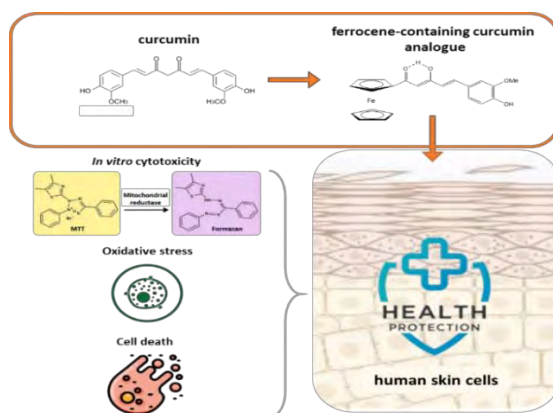 curcumin
ferrocene-containing curcumin
analogue
O O
HO
OCH₃
H₃CO
OH
O H O
Fe
OMe
OH
In vitro cytotoxicity
Mitochondrial
reductase
MTT
Formazan
Oxidative stress
Cell death
HEALTH
PROTECTION
human skin cells